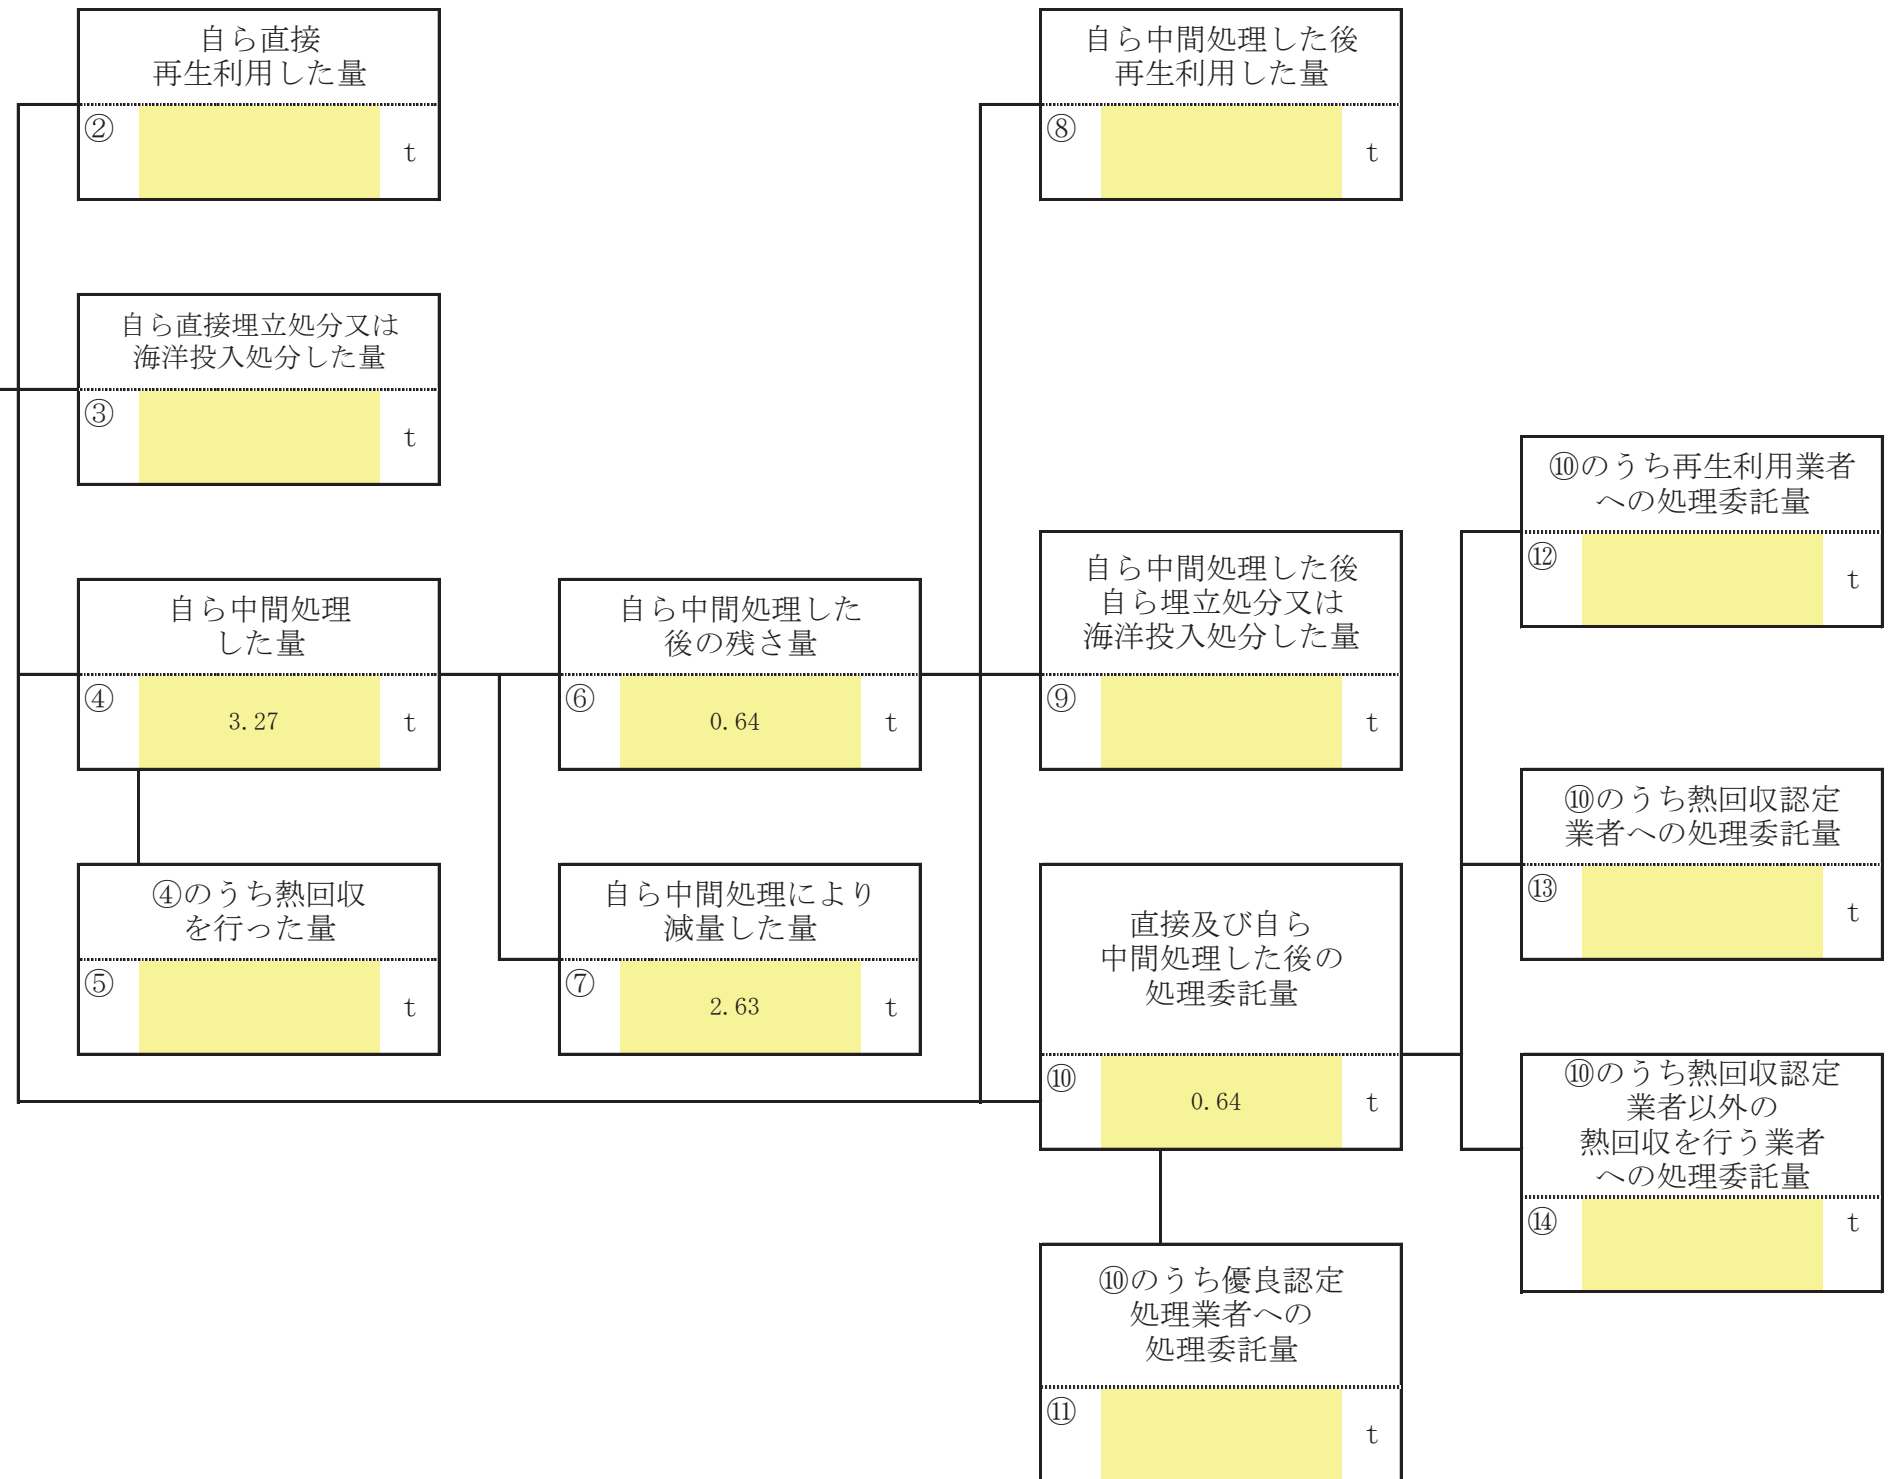 自ら直接
再生利用した量
②
t
自ら直接埋立処分又は
海洋投入処分した量
③
t
自ら中間処理
した量
④
3.27
t
④のうち熱回収
を行った量
⑤
t
自ら中間処理した
後の残さ量
⑥
0.64
t
自ら中間処理により
減量した量
⑦
2.63
t
自ら中間処理した後
再生利用した量
⑧
t
自ら中間処理した後
自ら埋立処分又は
海洋投入処分した量
⑨
t
直接及び自ら
中間処理した後の
処理委託量
⑩
0.64
t
⑩のうち優良認定
処理業者への
処理委託量
⑪
t
⑩のうち再生利用業者
への処理委託量
⑫
t
⑩のうち熱回収認定
業者への処理委託量
⑬
t
⑩のうち熱回収認定
業者以外の
熱回収を行う業者
への処理委託量
⑭
t